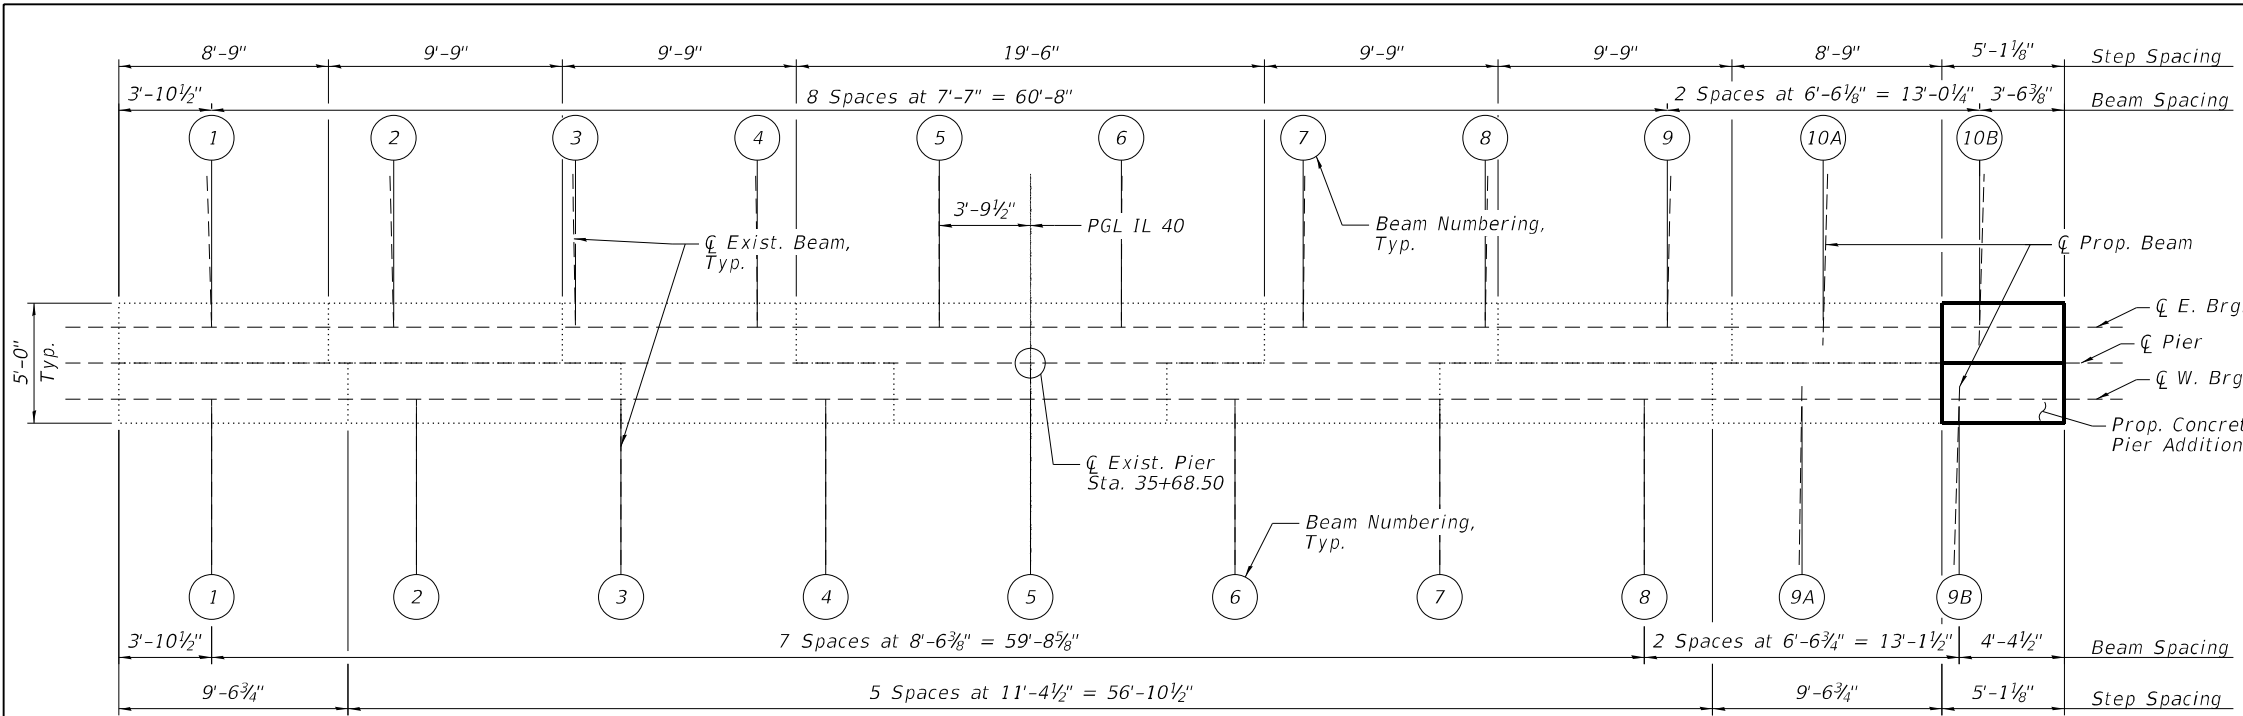 8'-9"
9'-9"
9'-9"
19'-6"
9'-9"
9'-9"
8'-9"
5'-1⅛"
Step Spacing
3'-10½"
8 Spaces at 7'-7" = 60'-8"
2 Spaces at 6'-6⅛" = 13'-0¼"
3'-6⅜"
Beam Spacing
1
2
3
4
5
6
7
8
9
10A
10B
3'-9½"
PGL IL 40
Beam Numbering,
Typ.
℄ Exist. Beam,
Typ.
℄ Prop. Beam
5'-0"
Typ.
℄ E. Brg
℄ Pier
℄ W. Brg
Prop. Concret
Pier Addition
℄ Exist. Pier
Sta. 35+68.50
Beam Numbering,
Typ.
1
2
3
4
5
6
7
8
9A
9B
3'-10½"
7 Spaces at 8'-6⅜" = 59'-8⅝"
2 Spaces at 6'-6¾" = 13'-1½"
4'-4½"
Beam Spacing
9'-6¾"
5 Spaces at 11'-4½" = 56'-10½"
9'-6¾"
5'-1⅛"
Step Spacing